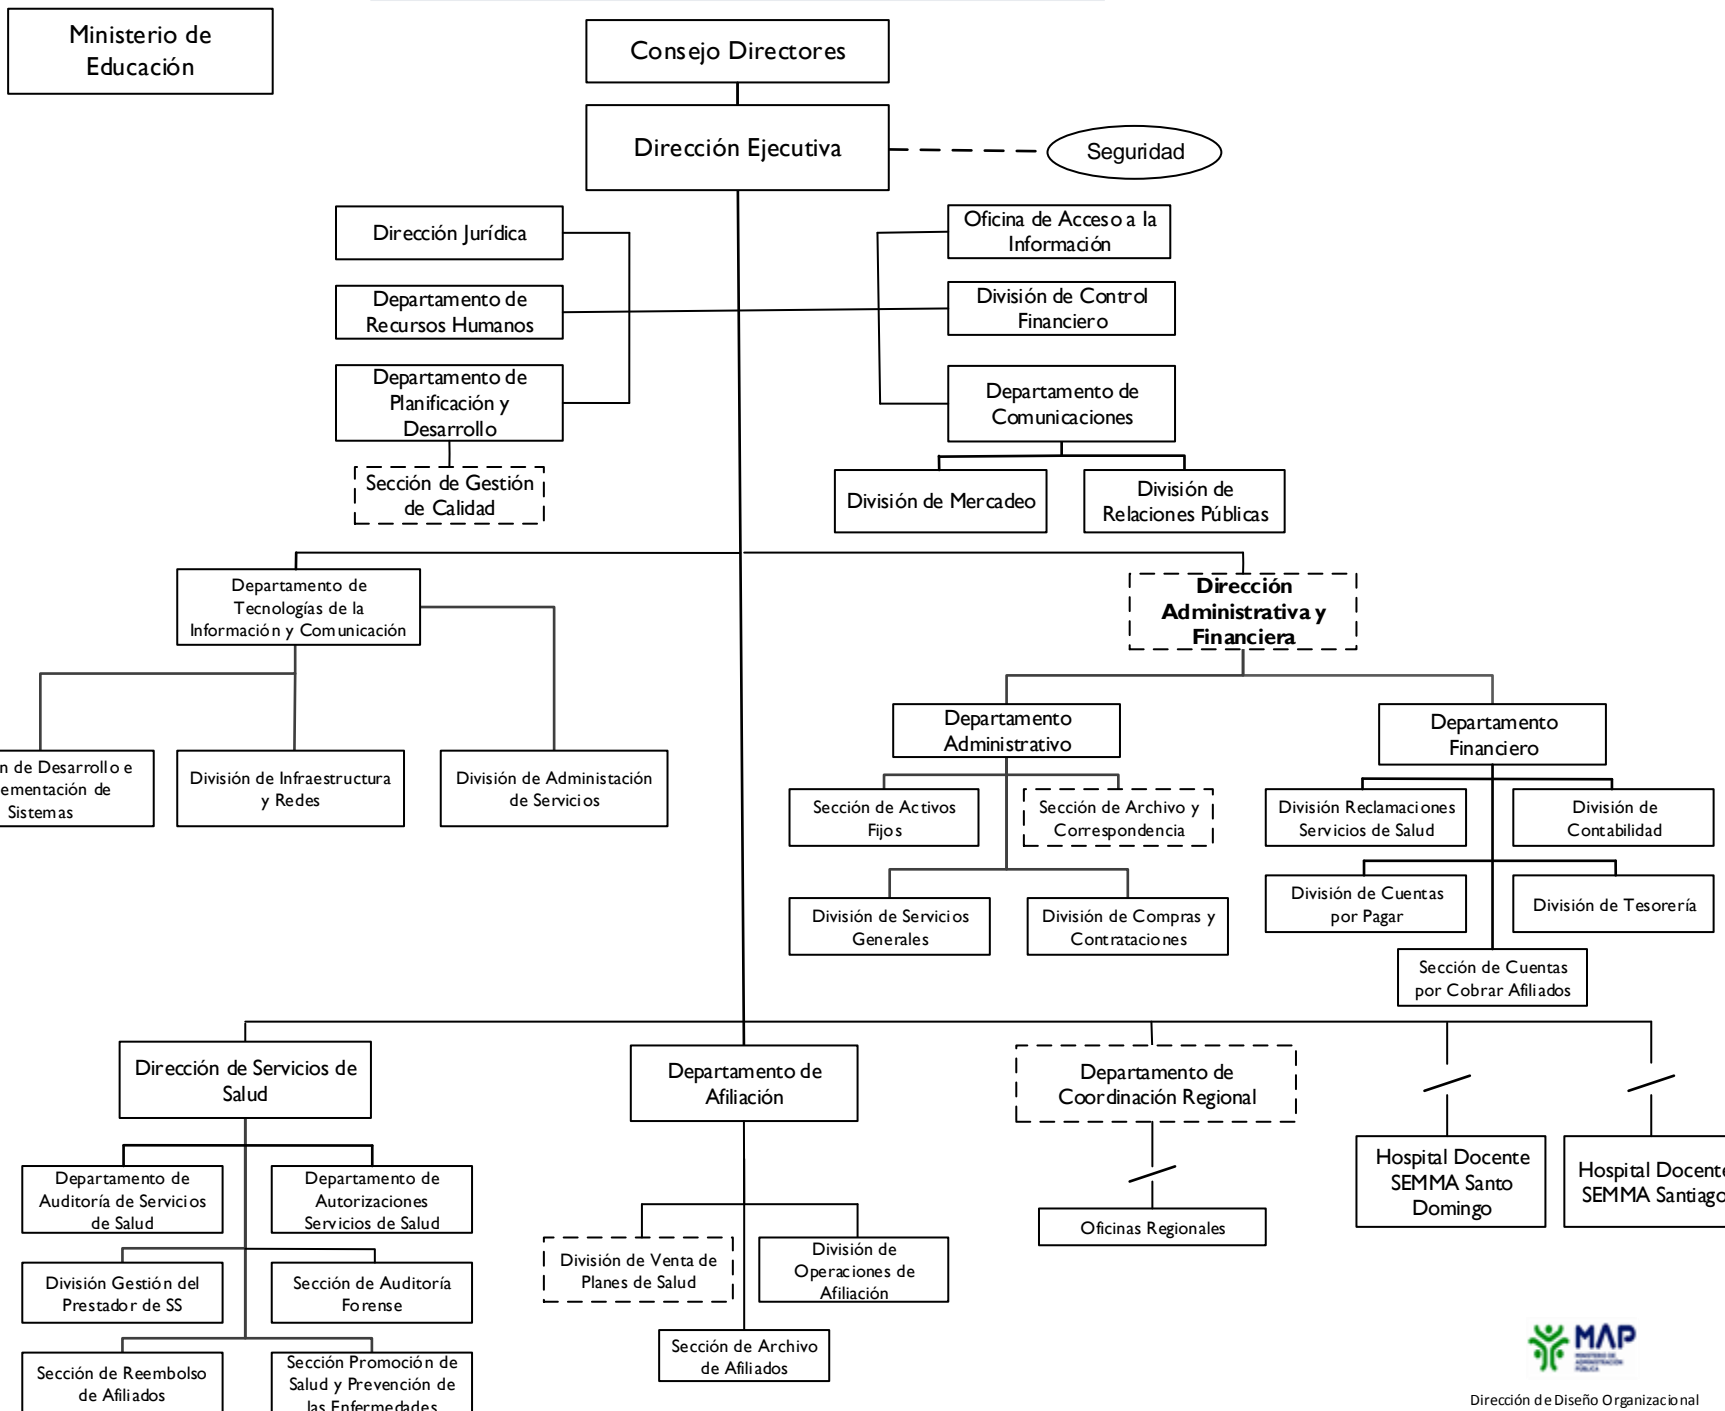 Ministerio de
Educación
Consejo Directores
Dirección Ejecutiva
Seguridad
Dirección Jurídica
Oficina de Acceso a la
Información
Departamento de
Recursos Humanos
División de Control
Financiero
Departamento de
Planificación y
Desarrollo
Departamento de
Comunicaciones
Sección de Gestión
de Calidad
División de Mercadeo
División de
Relaciones Públicas
Departamento de
Tecnologías de la
Información y Comunicación
Dirección
Administrativa y
Financiera
Departamento
Administrativo
Departamento
Financiero
n de Desarrollo e
ementación de
Sistemas
División de Infraestructura
y Redes
División de Administación
de Servicios
Sección de Activos
Fijos
Sección de Archivo y
Correspondencia
División Reclamaciones
Servicios de Salud
División de
Contabilidad
División de Servicios
Generales
División de Compras y
Contrataciones
División de Cuentas
por Pagar
División de Tesorería
Sección de Cuentas
por Cobrar Afiliados
Dirección de Servicios de
Salud
Departamento de
Afiliación
Departamento de
Coordinación Regional
Hospital Docente
SEMMA Santo
Domingo
Hospital Docente
SEMMA Santiago
Departamento de
Auditoría de Servicios
de Salud
Departamento de
Autorizaciones
Servicios de Salud
Oficinas Regionales
División Gestión del
Prestador de SS
Sección de Auditoría
Forense
División de Venta de
Planes de Salud
División de
Operaciones de
Afiliación
Sección de Reembolso
de Afiliados
Sección Promoción de
Salud y Prevención de
las Enfermedades
Sección de Archivo
de Afiliados
MAP
MINISTERIO DE
ADMINISTRACIÓN
PÚBLICA
Dirección de Diseño Organizacional